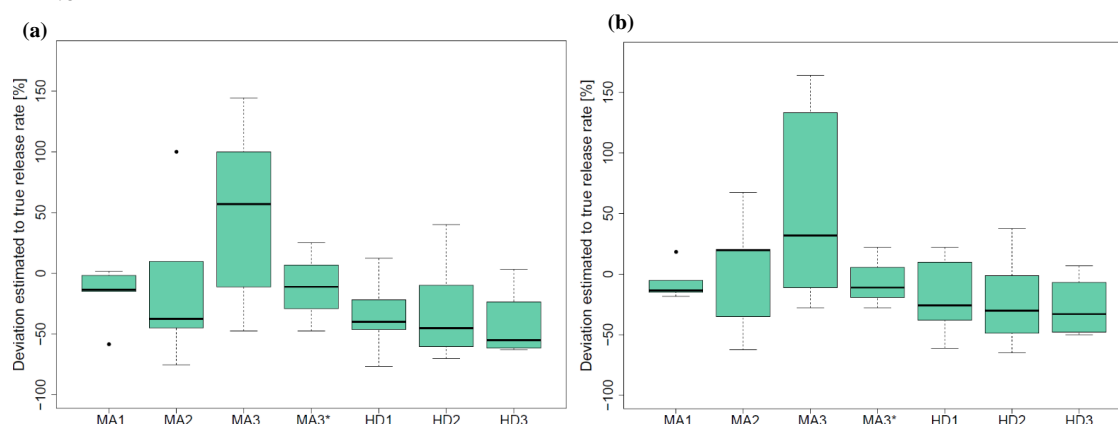 (a)
Deviation estimated to true release rate [%]
150
100
50
0
−50
−100
MA1 MA2 MA3 MA3* HD1 HD2 HD3
(b)
Deviation estimated to true release rate [%]
150
100
50
0
−50
−100
MA1 MA2 MA3 MA3* HD1 HD2 HD3